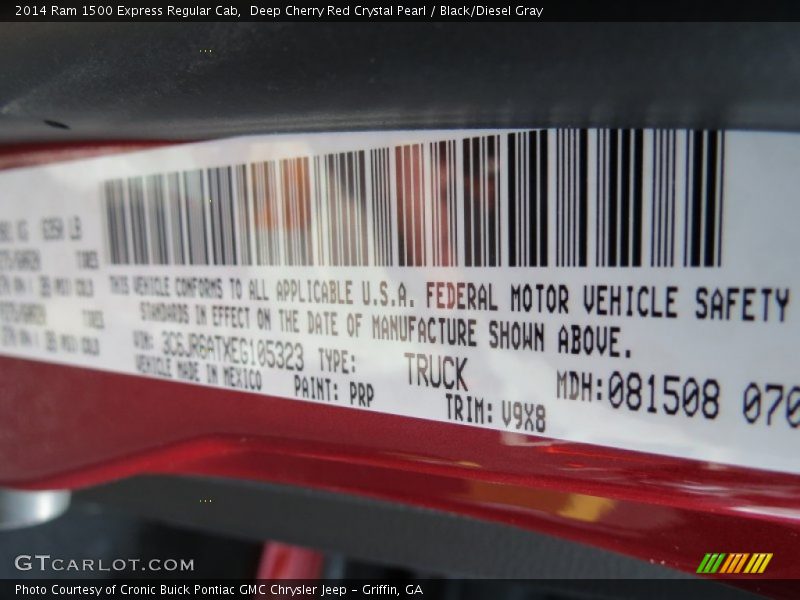 2014 Ram 1500 Express Regular Cab,  Deep Cherry Red Crystal Pearl / Black/Diesel Gray
6350 LB
THIS VEHICLE CONFORMS TO ALL APPLICABLE U.S.A. FEDERAL MOTOR VEHICLE SAFETY
STANDARDS IN EFFECT ON THE DATE OF MANUFACTURE SHOWN ABOVE.
VIN: 3C6JR6ATXEG105323 TYPE: TRUCK MDH:081508 070
VEHICLE MADE IN MEXICO PAINT: PRP TRIM: V9X8
GTCARLOT.COM
Photo Courtesy of Cronic Buick Pontiac GMC Chrysler Jeep - Griffin, GA